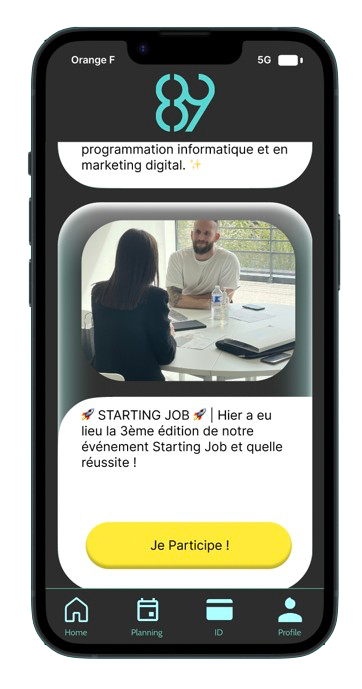 Orange F
5G
89
programmation informatique et en
marketing digital. ✨
🚀 STARTING JOB 🚀 | Hier a eu
lieu la 3ème édition de notre
événement Starting Job et quelle
réussite !
Je Participe !
Home
Planning
ID
Profile